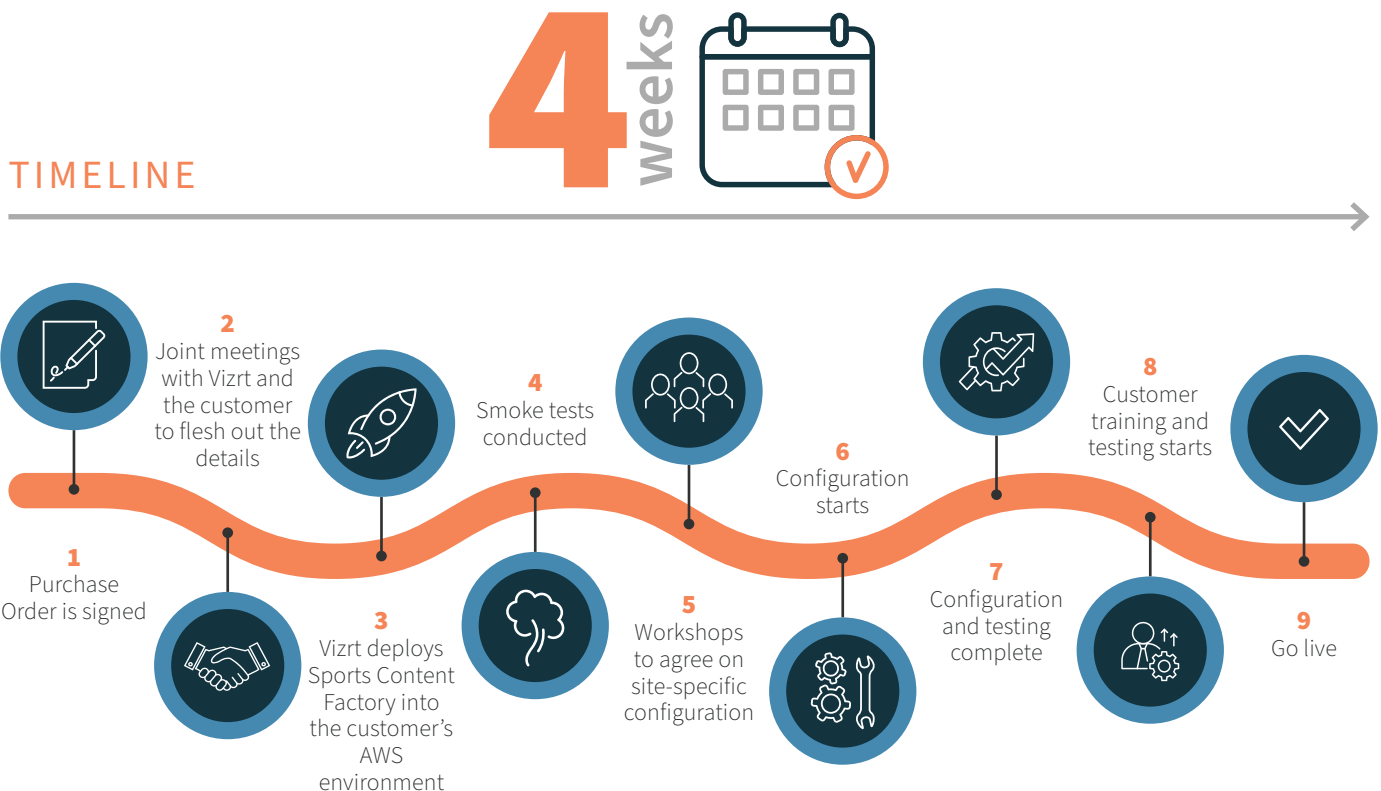 4
weeks
TIMELINE
1
Purchase
Order is signed
2
Joint meetings
with Vizrt and
the customer
to flesh out the
details
3
Vizrt deploys
Sports Content
Factory into
the customer’s
AWS
environment
4
Smoke tests
conducted
5
Workshops
to agree on
site-specific
configuration
6
Configuration
starts
7
Configuration
and testing
complete
8
Customer
training and
testing starts
9
Go live